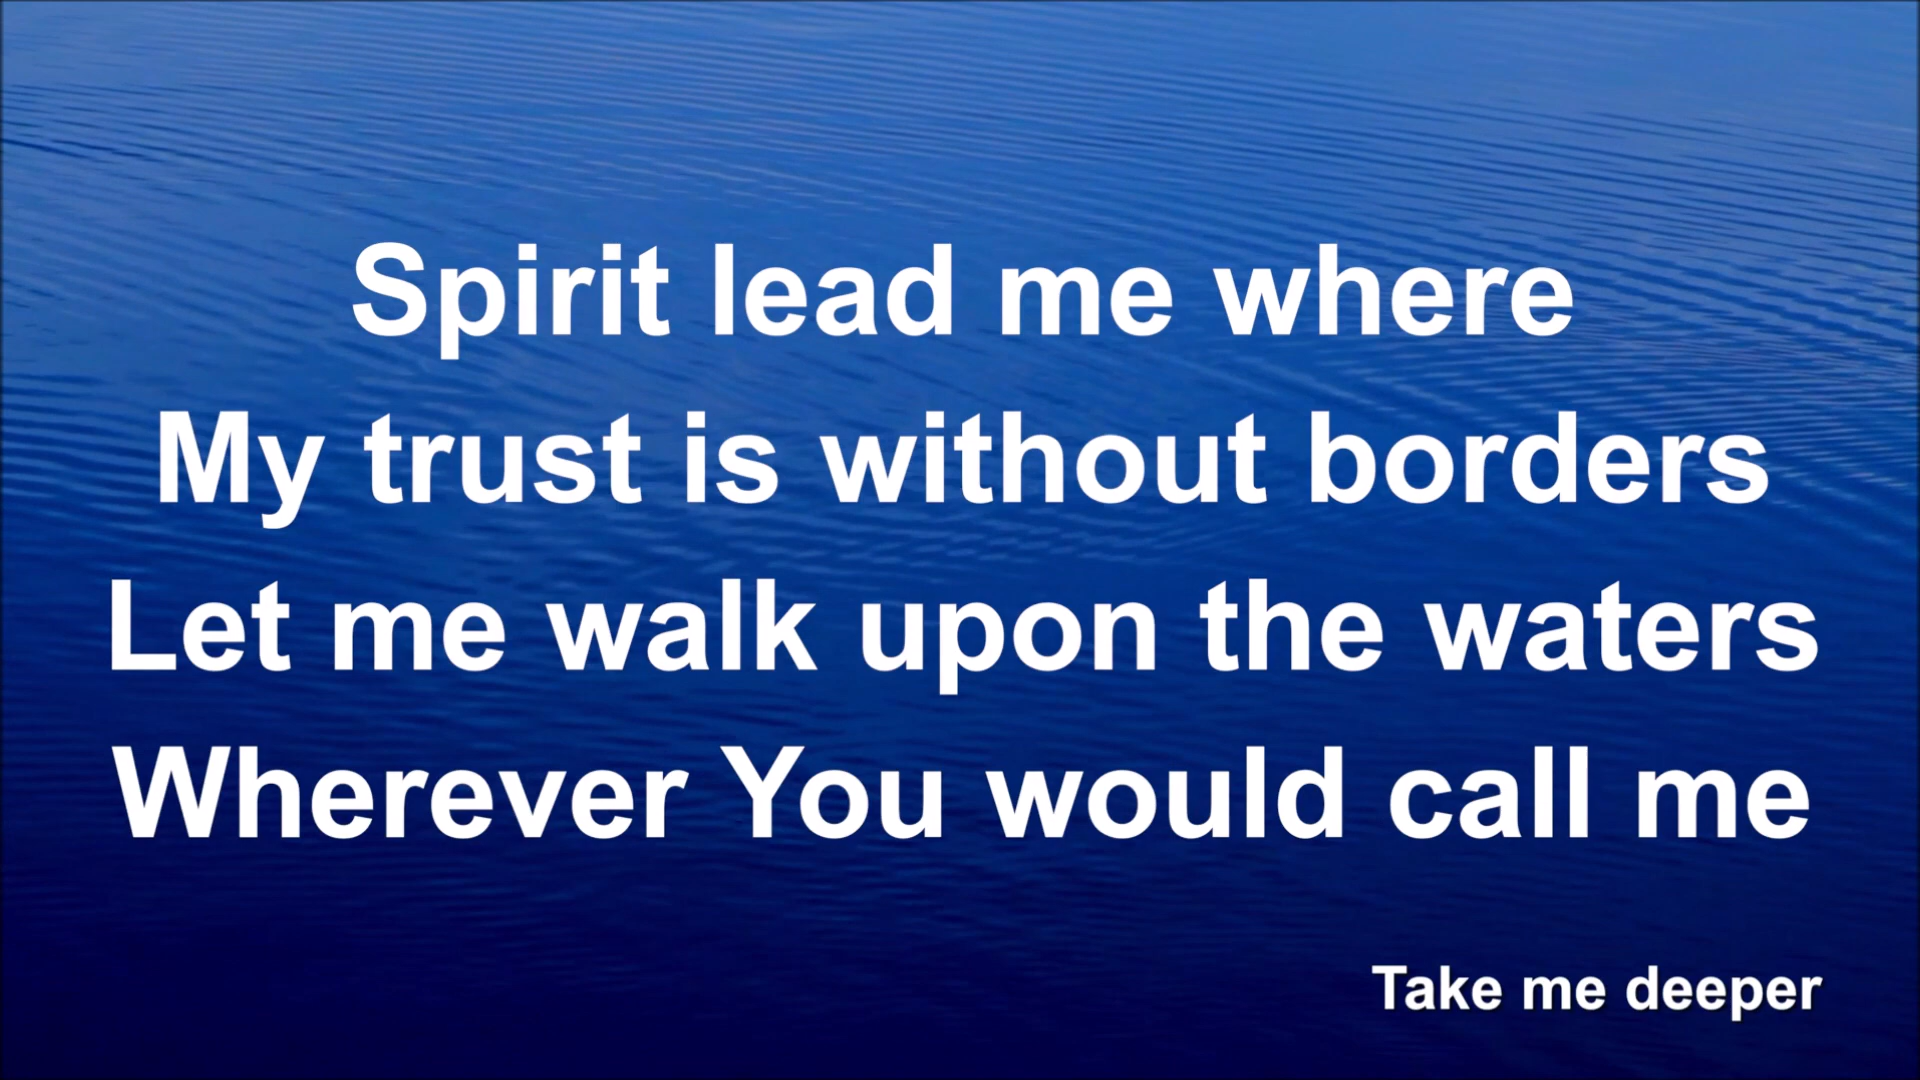 Spirit lead me where
My trust is without borders
Let me walk upon the waters
Wherever You would call me
Take me deeper